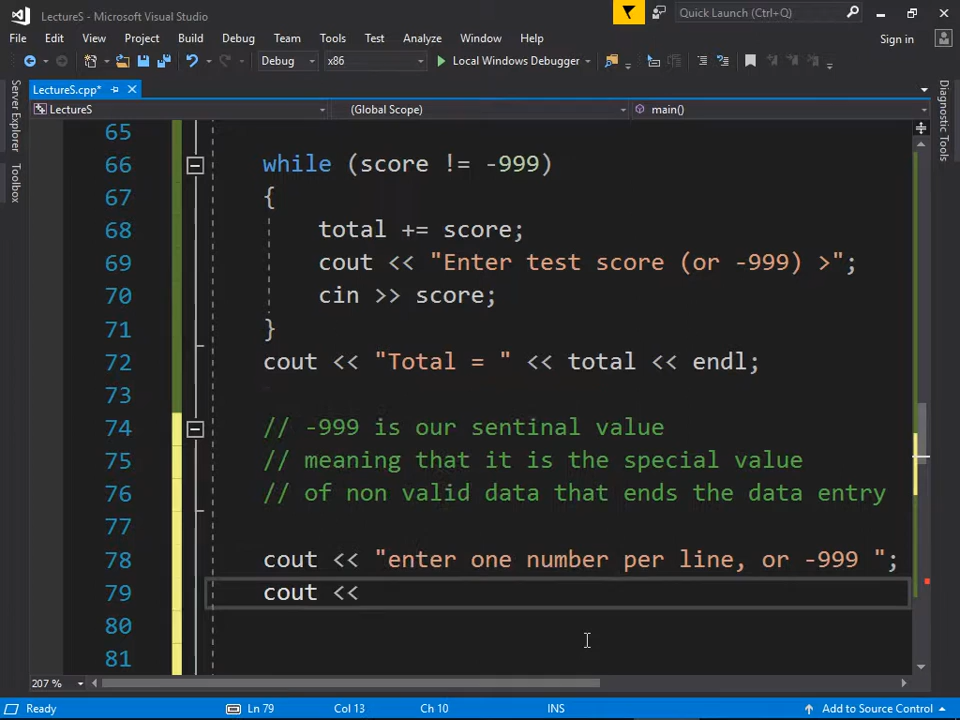 LectureS - Microsoft Visual Studio
Quick Launch (Ctrl+Q)
File Edit View Project Build Debug Team Tools Test Analyze Window Help
Sign in
Debug x86 Local Windows Debugger
Server Explorer
Toolbox
Diagnostic Tools
LectureS.cpp*
LectureS (Global Scope) main()
65
66 while (score != -999)
67 {
68 total += score;
69 cout << "Enter test score (or -999) >";
70 cin >> score;
71 }
72 cout << "Total = " << total << endl;
73
74 // -999 is our sentinal value
75 // meaning that it is the special value
76 // of non valid data that ends the data entry
77
78 cout << "enter one number per line, or -999 ";
79 cout <<
80
81
207 %
Ready Ln 79 Col 13 Ch 10 INS Add to Source Control